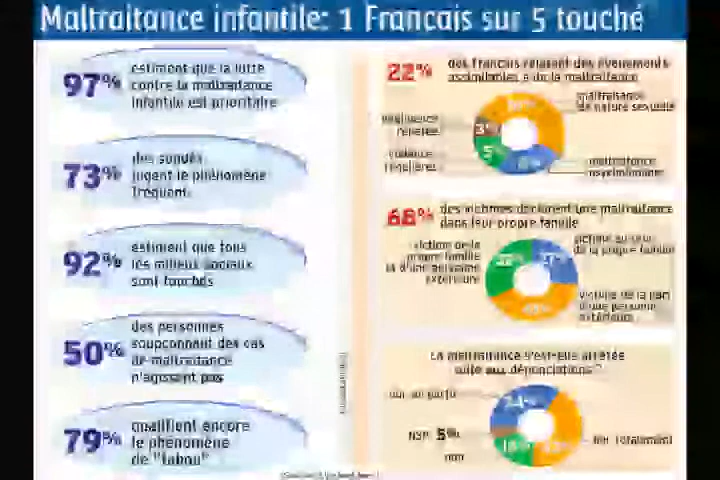 Maltraitance infantile: 1 Français sur 5 touché
97% estiment que la lutte
contre la maltraitance
infantile est prioritaire
73% des sondés
jugent le phénomène
fréquent
92% estiment que tous
les milieux sociaux
sont touchés
50% des personnes
soupçonnant des cas
de maltraitance
n'agissent pas
79% qualifient encore
le phénomène
de "tabou"
22% des Français relatent des événements
assimilables à de la maltraitance
maltraitance
de nature sexuelle
négligence
3%
5%
violence
maltraitance
psychologique
68% des victimes déclarent une maltraitance
dans leur propre famille
victime de la
propre famille
et d'une personne
extérieure
victime au sein
de la propre famille
victime de la part
d'une personne
extérieure
La maltraitance s'est-elle arrêtée
suite aux dénonciations ?
oui en partie
NSP 5%
non
oui totalement